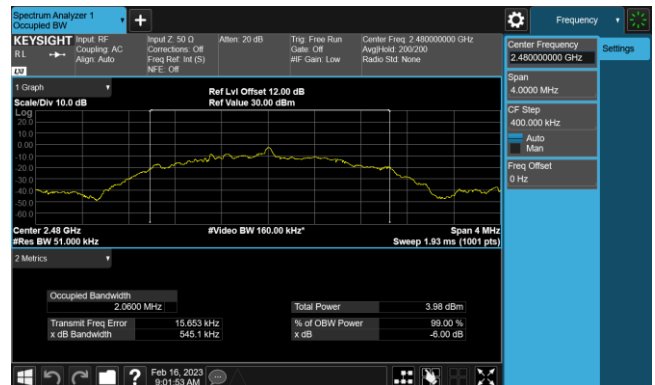 Spectrum Analyzer 1
Occupied BW
+
Frequency
KEYSIGHT
RL
Input: RF
Coupling: AC
Align: Auto
Input Z: 50 Ω
Corrections: Off
Freq Ref: Int (S)
NFE: Off
Atten: 20 dB
Trig: Free Run
Gate: Off
#IF Gain: Low
Center Freq: 2.480000000 GHz
Avg|Hold: 200/200
Radio Std: None
Center Frequency
2.480000000 GHz
Settings
Span
4.0000 MHz
CF Step
400.000 kHz
Auto
Man
Freq Offset
0 Hz
1 Graph
Scale/Div 10.0 dB
Ref Lvl Offset 12.00 dB
Ref Value 30.00 dBm
Log
20.0
10.0
0.00
-10.0
-20.0
-30.0
-40.0
-50.0
-60.0
Center 2.48 GHz
#Res BW 51.000 kHz
#Video BW 160.00 kHz*
Span 4 MHz
Sweep 1.93 ms (1001 pts)
2 Metrics
Occupied Bandwidth
2.0600 MHz
Total Power 3.98 dBm
Transmit Freq Error 15.653 kHz
% of OBW Power 99.00 %
x dB Bandwidth 545.1 kHz
x dB -6.00 dB
?
Feb 16, 2023
9:01:53 AM